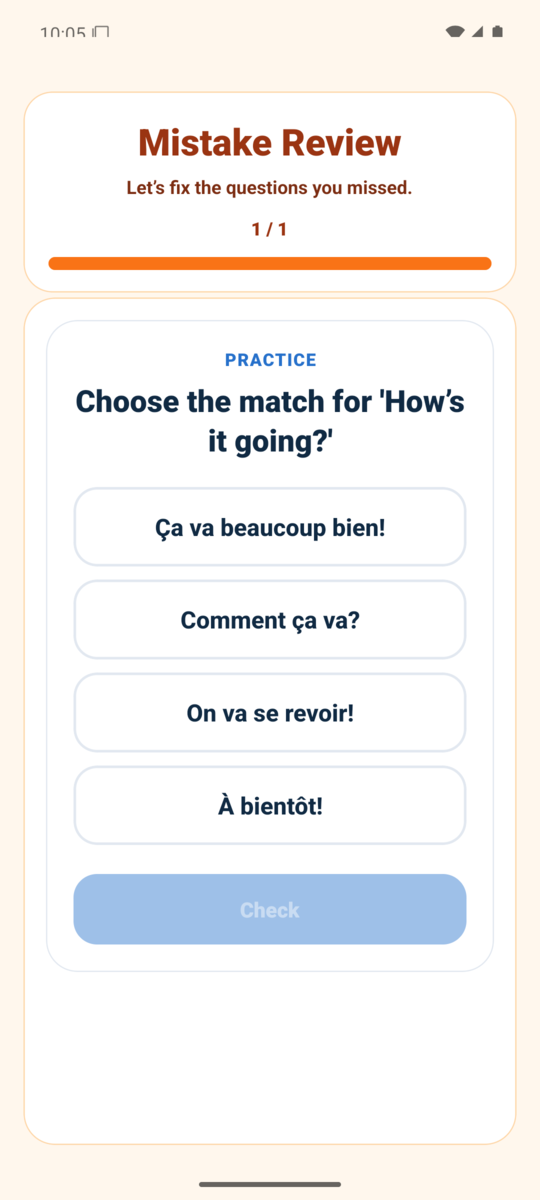 10:05
Mistake Review
Let’s fix the questions you missed.
1 / 1
PRACTICE
Choose the match for 'How’s
it going?'
Ça va beaucoup bien!
Comment ça va?
On va se revoir!
À bientôt!
Check